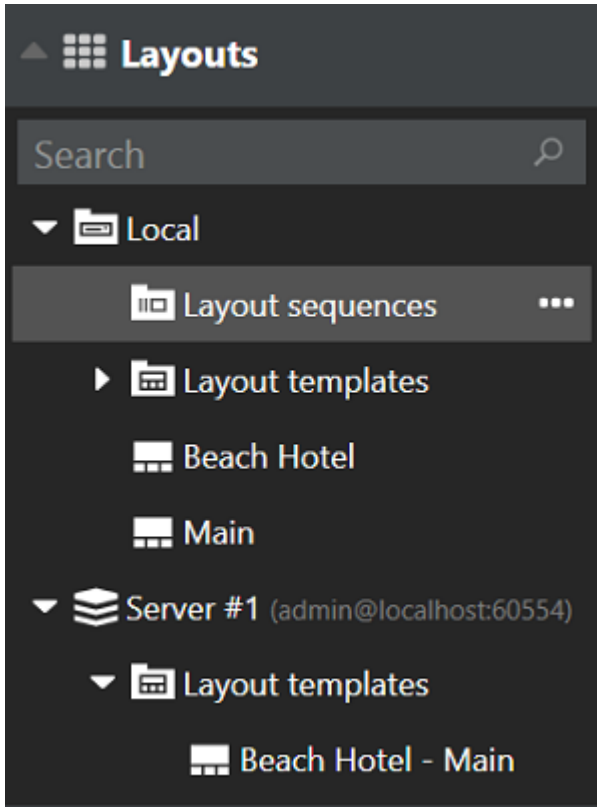 Layouts
Search
Local
Layout sequences
Layout templates
Beach Hotel
Main
Server #1 (admin@localhost:60554)
Layout templates
Beach Hotel - Main